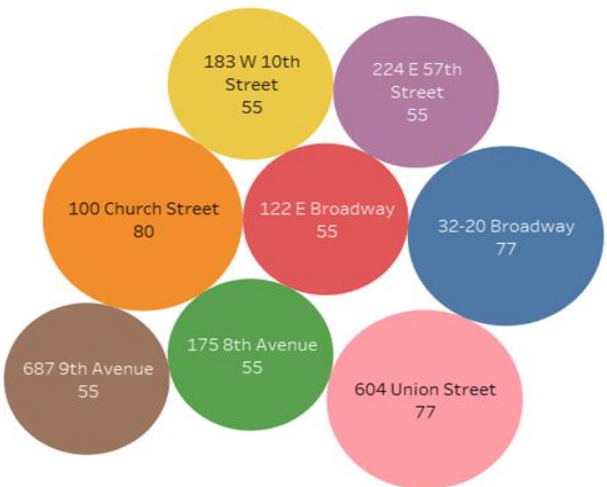 183 W 10th
Street
55
224 E 57th
Street
55
100 Church Street
80
122 E Broadway
55
32-20 Broadway
77
687 9th Avenue
55
175 8th Avenue
55
604 Union Street
77